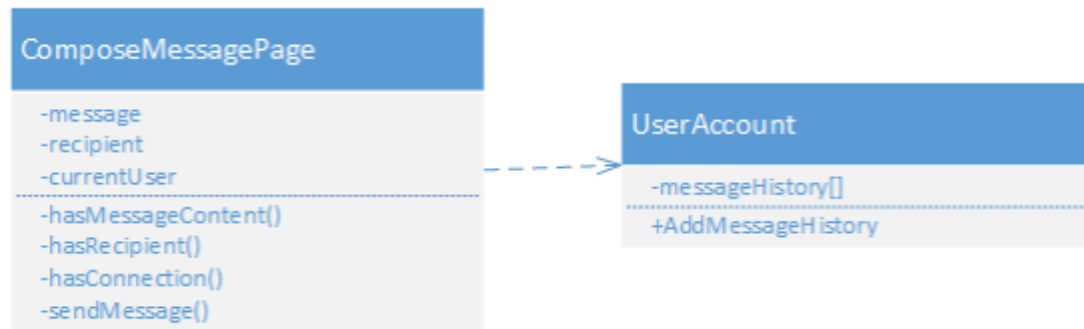 ComposeMessagePage
-message
-recipient
-currentUser
-hasMessageContent()
-hasRecipient()
-hasConnection()
-sendMessage()
UserAccount
-messageHistory[]
+AddMessageHistory